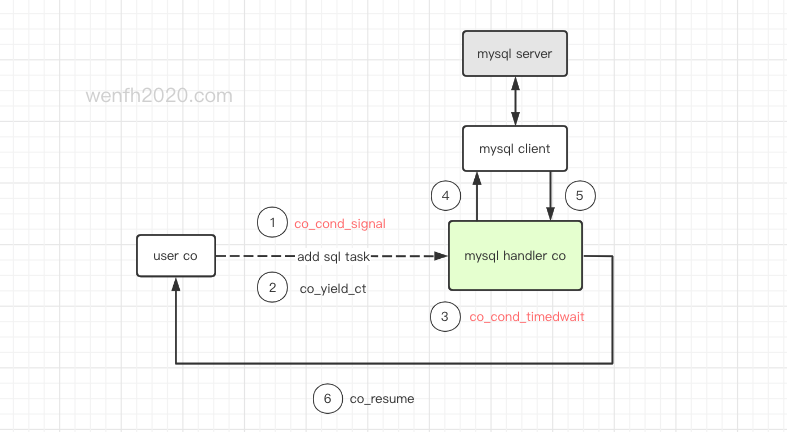 mysql server
wenfh2020.com
mysql client
4
5
1
co_cond_signal
user co
add sql task
mysql handler co
2
co_yield_ct
3
co_cond_timedwait
6
co_resume